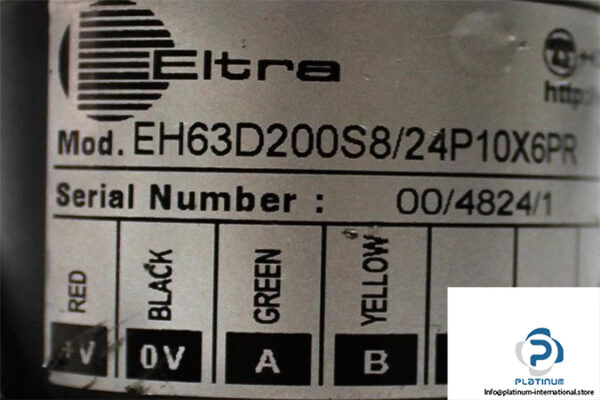 Eltra
http:
Mod. EH63D200S8/24P10X6PR
Serial Number : 00/4824/1
RED BLACK GREEN YELLOW
+V 0V A B
PLATINUM
Info@platinum-international.store